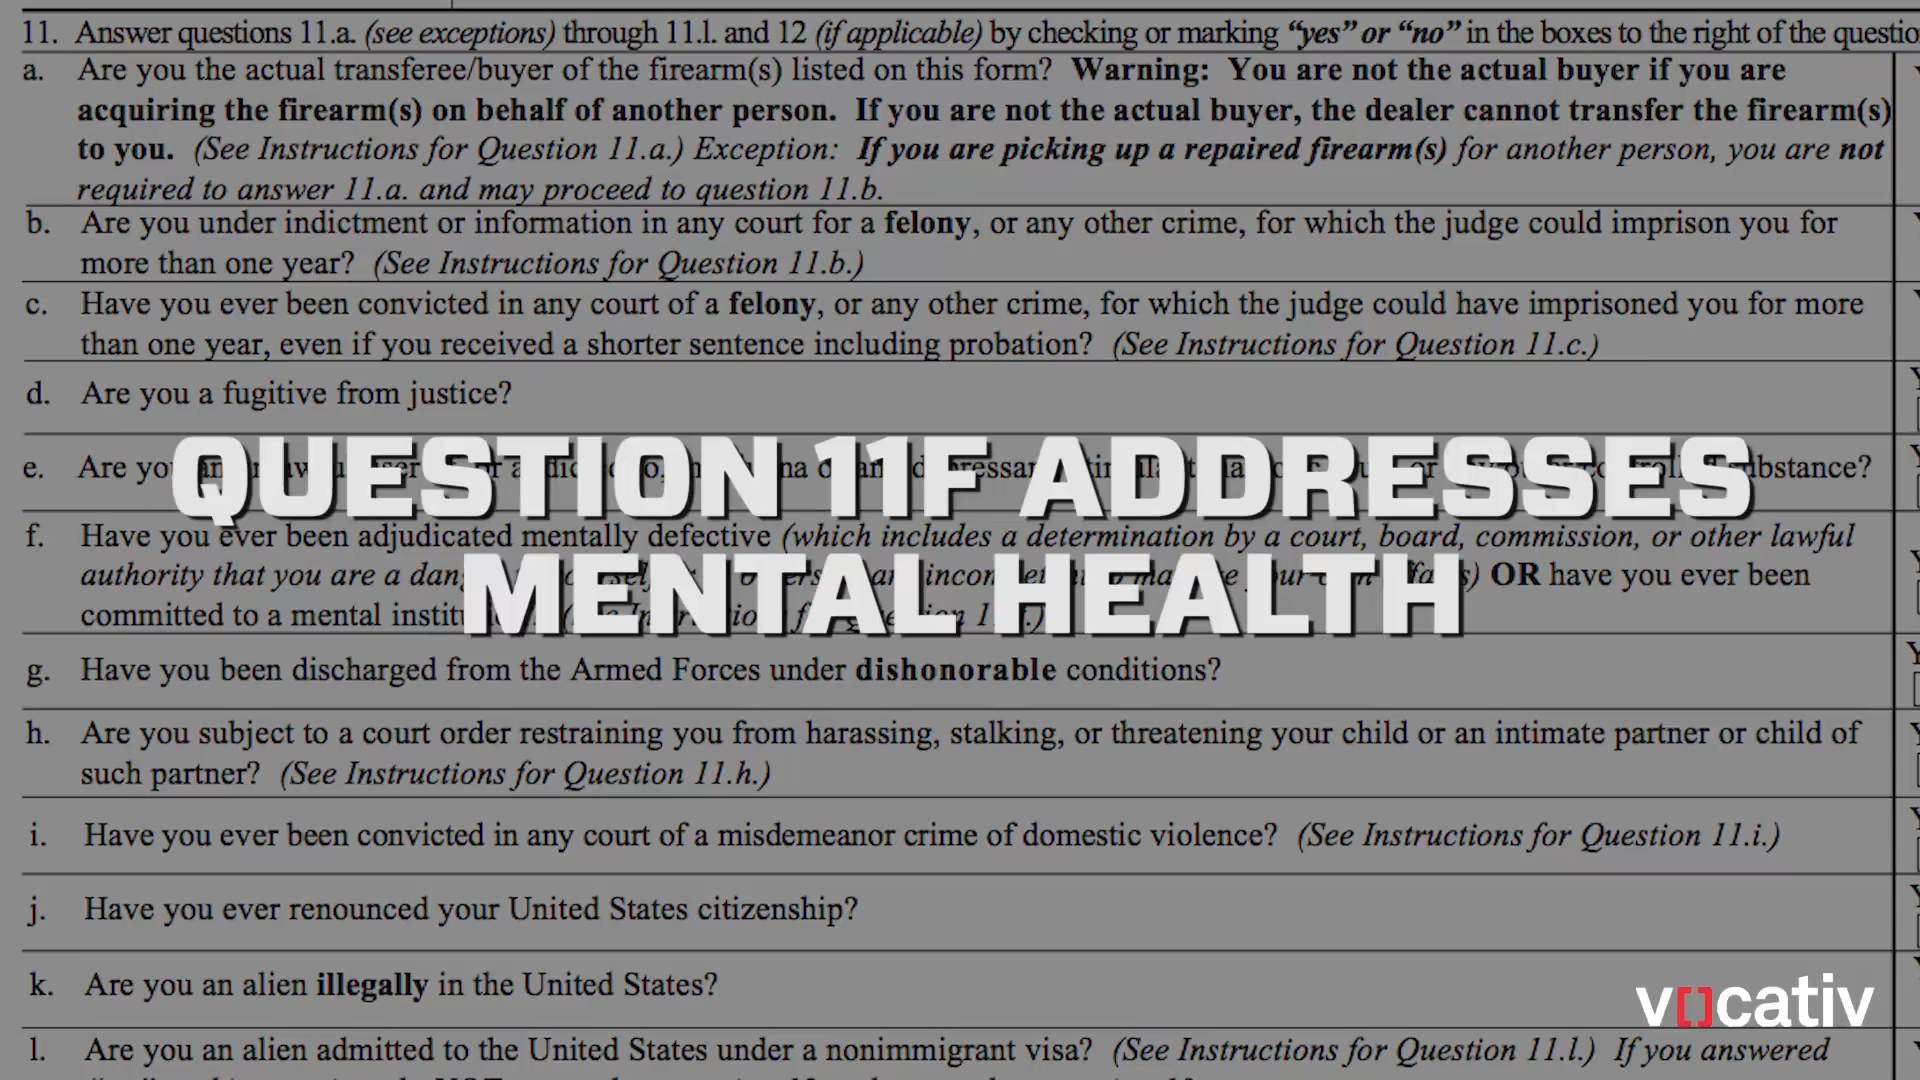 11. Answer questions 11.a. (see exceptions) through 11.l. and 12 (if applicable) by checking or marking “yes” or “no” in the boxes to the right of the
a. Are you the actual transferee/buyer of the firearm(s) listed on this form? Warning: You are not the actual buyer if you are
acquiring the firearm(s) on behalf of another person. If you are not the actual buyer, the dealer cannot transfer the firearm(s)
to you. (See Instructions for Question 11.a.) Exception: If you are picking up a repaired firearm(s) for another person, you are not
required to answer 11.a. and may proceed to question 11.b.
b. Are you under indictment or information in any court for a felony, or any other crime, for which the judge could imprison you for
more than one year? (See Instructions for Question 11.b.)
c. Have you ever been convicted in any court of a felony, or any other crime, for which the judge could have imprisoned you for more
than one year, even if you received a shorter sentence including probation? (See Instructions for Question 11.c.)
d. Are you a fugitive from justice?
QUESTION 11F ADDRESSES
MENTAL HEALTH
e. Are you substance?
f. Have you ever been adjudicated mentally defective (which includes a determination by a court, board, commission, or other lawful
authority that you are a OR have you ever been
committed to a mental
g. Have you been discharged from the Armed Forces under dishonorable conditions?
h. Are you subject to a court order restraining you from harassing, stalking, or threatening your child or an intimate partner or child of
such partner? (See Instructions for Question 11.h.)
i. Have you ever been convicted in any court of a misdemeanor crime of domestic violence? (See Instructions for Question 11.i.)
j. Have you ever renounced your United States citizenship?
k. Are you an alien illegally in the United States?
l. Are you an alien admitted to the United States under a nonimmigrant visa? (See Instructions for Question 11.l.) If you answered
vocativ